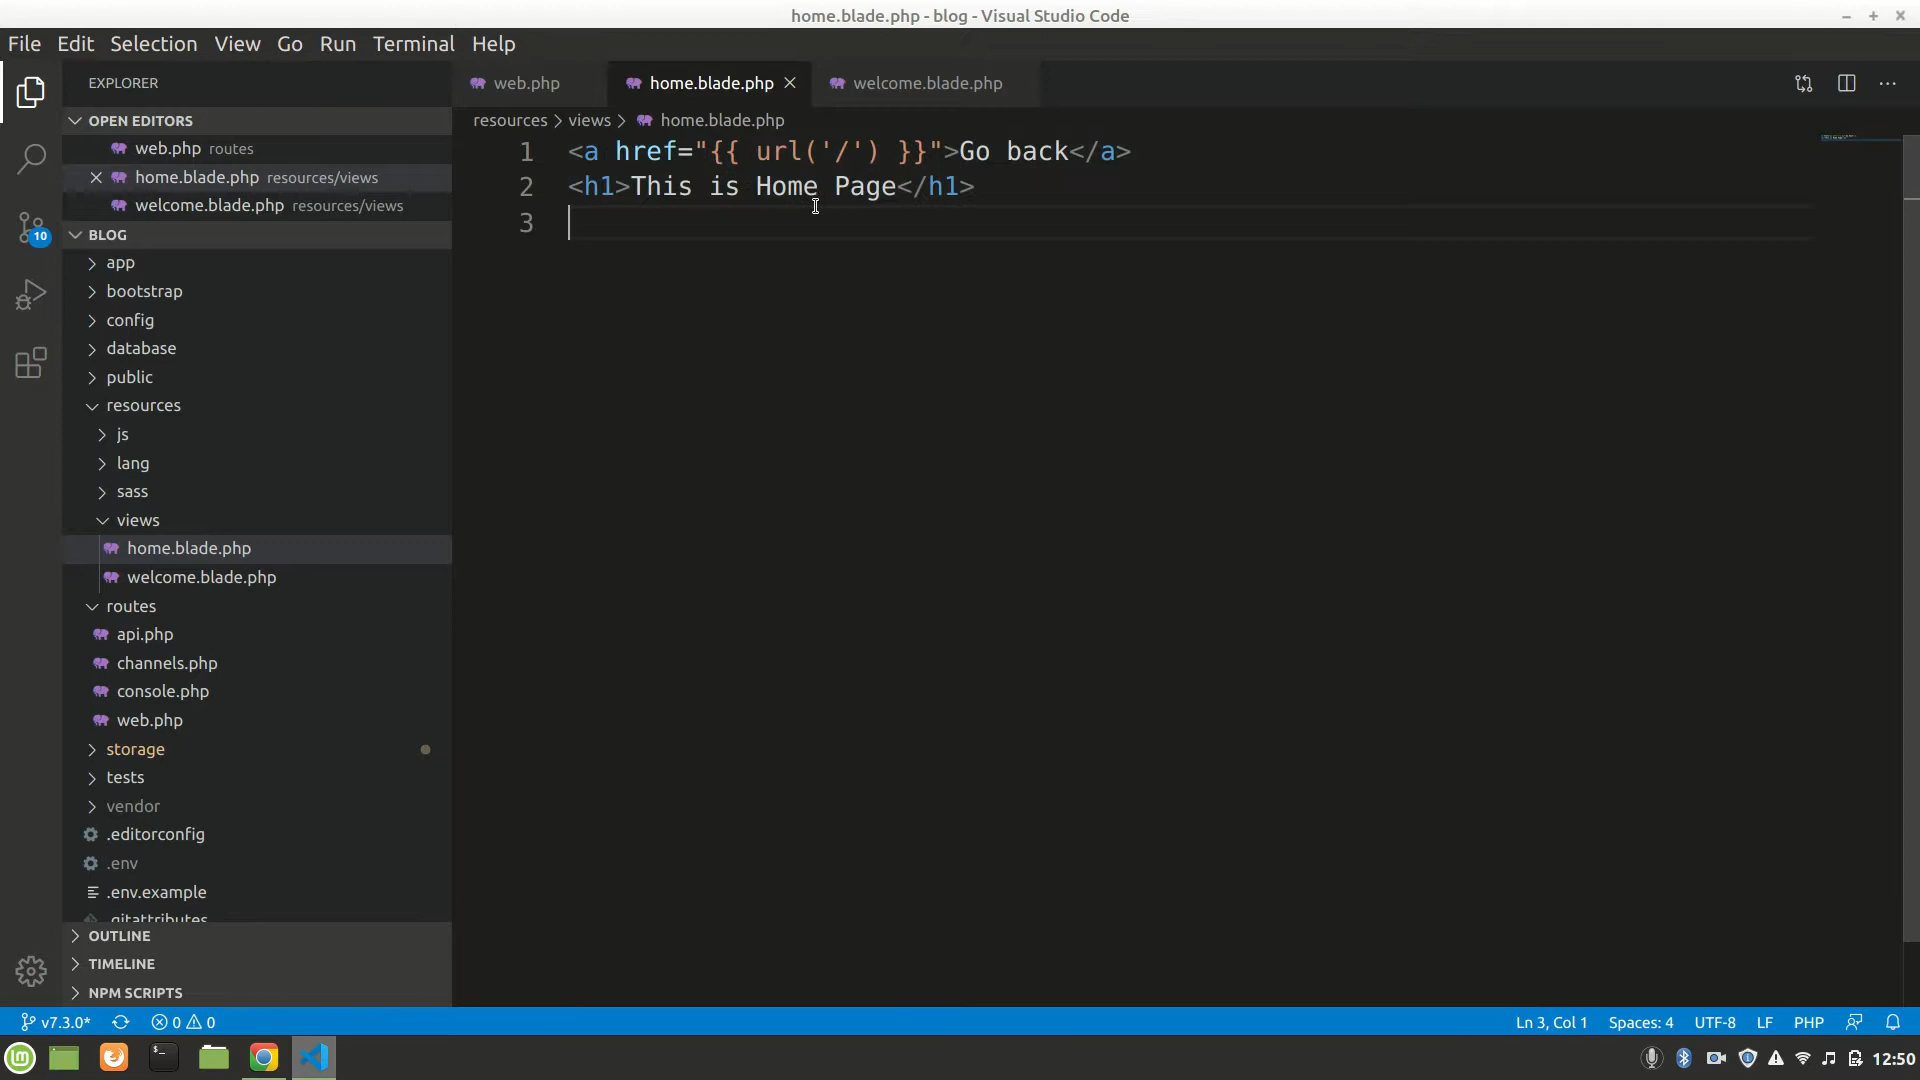 home.blade.php - blog - Visual Studio Code
File Edit Selection View Go Run Terminal Help
EXPLORER
web.php
home.blade.php
welcome.blade.php
OPEN EDITORS
web.php routes
home.blade.php resources/views
welcome.blade.php resources/views
BLOG
app
bootstrap
config
database
public
resources
js
lang
sass
views
home.blade.php
welcome.blade.php
routes
api.php
channels.php
console.php
web.php
storage
tests
vendor
.editorconfig
.env
.env.example
.gitattributes
OUTLINE
TIMELINE
NPM SCRIPTS
10
resources > views > home.blade.php
1 <a href="{{ url('/') }}">Go back</a>
2 <h1>This is Home Page</h1>
3
v7.3.0* 0 0
Ln 3, Col 1 Spaces: 4 UTF-8 LF PHP
12:50